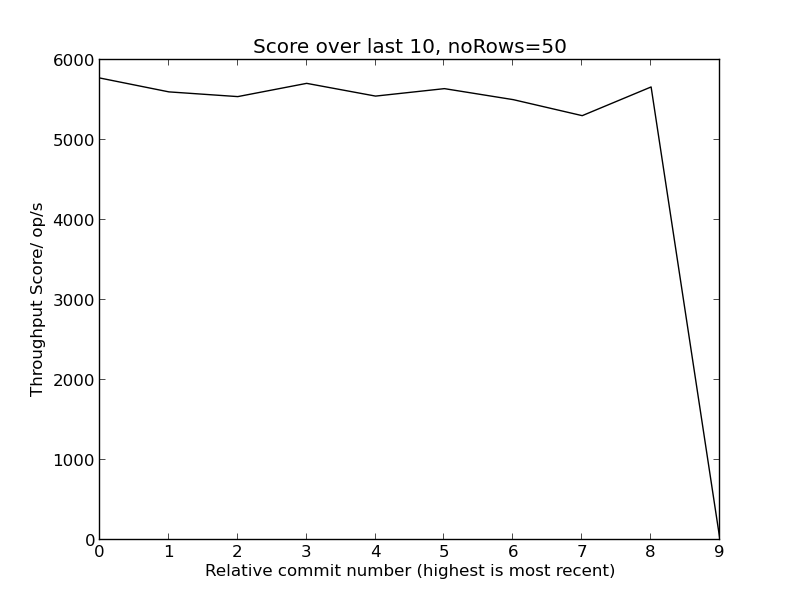 Score over last 10, noRows=50
6000
5000
4000
3000
2000
1000
0
Throughput Score/ op/s
0 1 2 3 4 5 6 7 8 9
Relative commit number (highest is most recent)